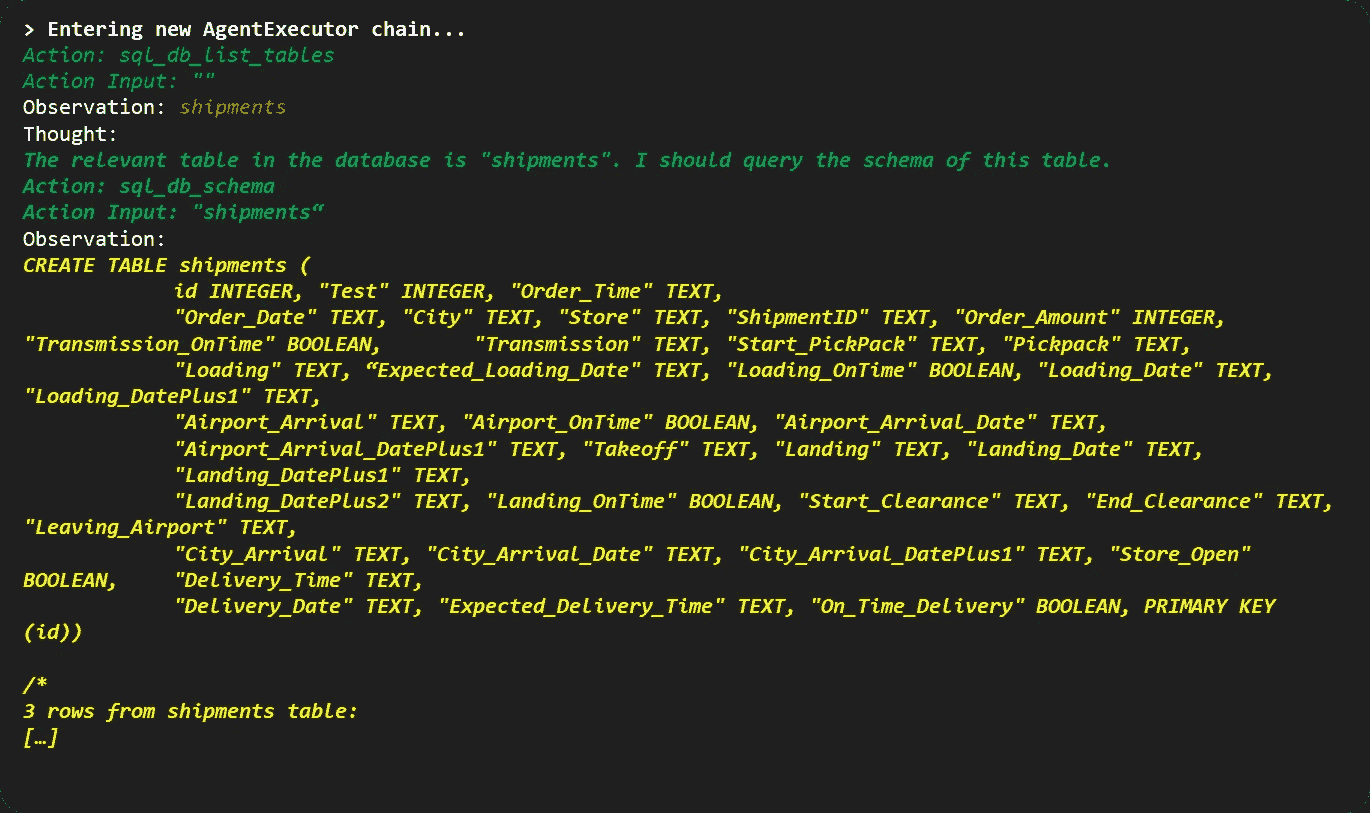 > Entering new AgentExecutor chain...
Action: sql_db_list_tables
Action Input: ""
Observation: shipments
Thought:
The relevant table in the database is "shipments". I should query the schema of this table.
Action: sql_db_schema
Action Input: "shipments“
Observation:
CREATE TABLE shipments (
id INTEGER, "Test" INTEGER, "Order_Time" TEXT,
"Order_Date" TEXT, "City" TEXT, "Store" TEXT, "ShipmentID" TEXT, "Order_Amount" INTEGER,
"Transmission_OnTime" BOOLEAN, "Transmission" TEXT, "Start_PickPack" TEXT, "Pickpack" TEXT,
"Loading" TEXT, “Expected_Loading_Date" TEXT, "Loading_OnTime" BOOLEAN, "Loading_Date" TEXT,
"Loading_DatePlus1" TEXT,
"Airport_Arrival" TEXT, "Airport_OnTime" BOOLEAN, "Airport_Arrival_Date" TEXT,
"Airport_Arrival_DatePlus1" TEXT, "Takeoff" TEXT, "Landing" TEXT, "Landing_Date" TEXT,
"Landing_DatePlus1" TEXT,
"Landing_DatePlus2" TEXT, "Landing_OnTime" BOOLEAN, "Start_Clearance" TEXT, "End_Clearance" TEXT,
"Leaving_Airport" TEXT,
"City_Arrival" TEXT, "City_Arrival_Date" TEXT, "City_Arrival_DatePlus1" TEXT, "Store_Open"
BOOLEAN, "Delivery_Time" TEXT,
"Delivery_Date" TEXT, "Expected_Delivery_Time" TEXT, "On_Time_Delivery" BOOLEAN, PRIMARY KEY
(id))
/*
3 rows from shipments table:
[…]